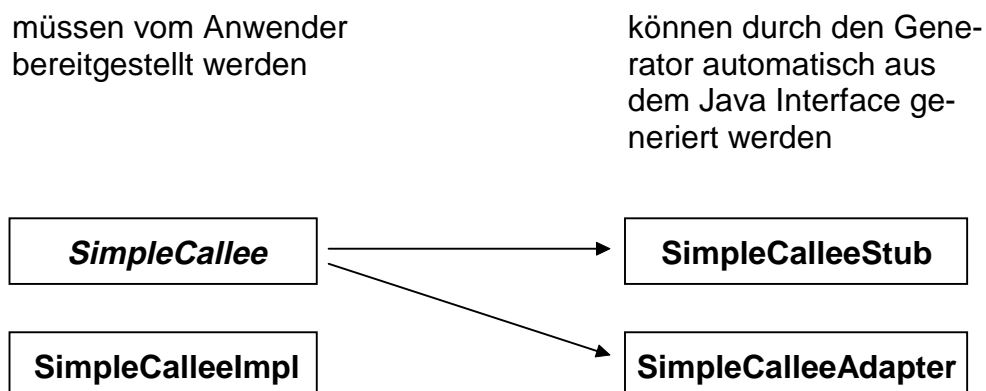 müssen vom Anwender
bereitgestellt werden
können durch den Gene-
rator automatisch aus
dem Java Interface ge-
neriert werden
SimpleCallee
SimpleCalleeStub
SimpleCalleeImpl
SimpleCalleeAdapter